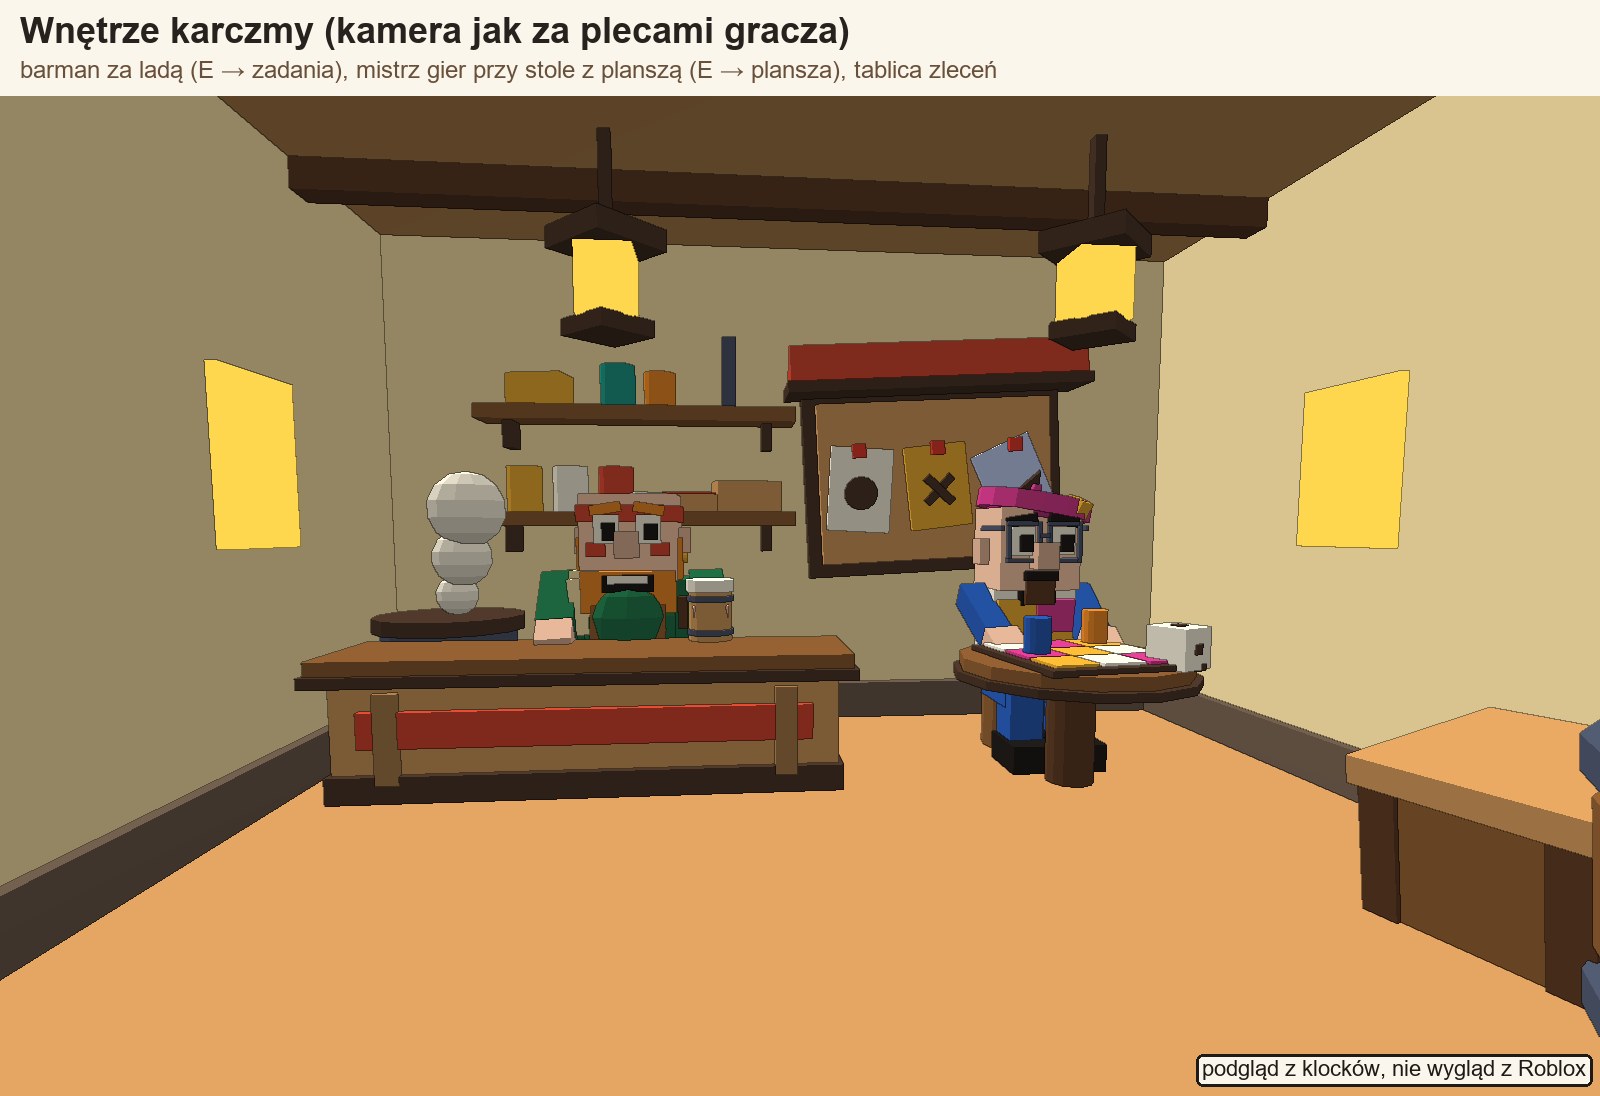 Wnętrze karczmy (kamera jak za plecami gracza)
barman za ladą (E → zadania), mistrz gier przy stole z planszą (E → plansza), tablica zleceń
podgląd z klocków, nie wygląd z Roblox